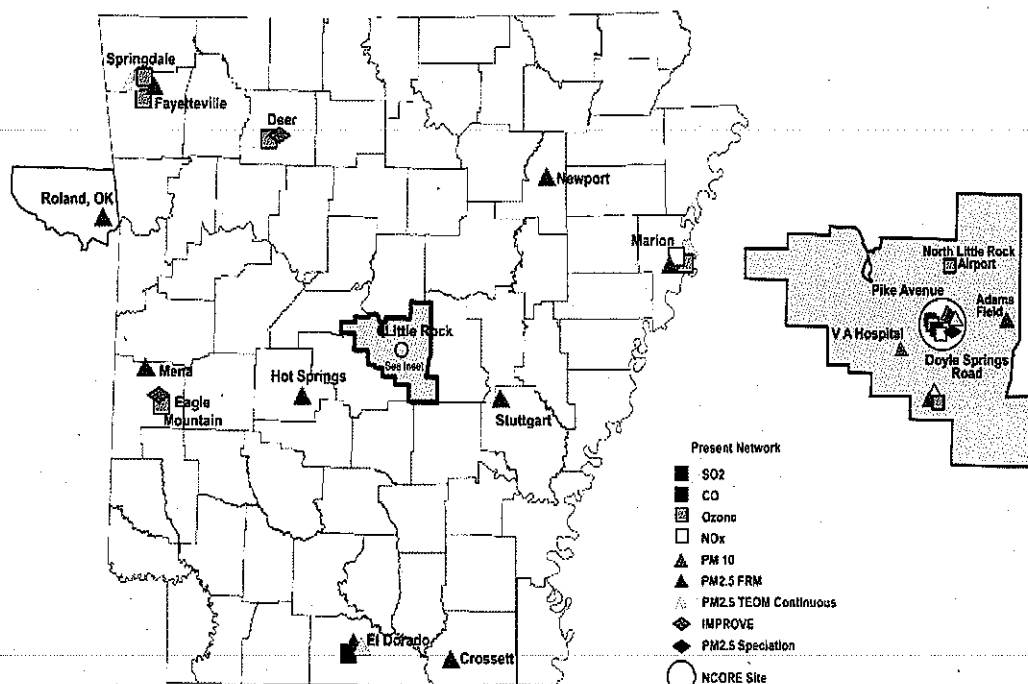 Springdale
Fayetteville
Deer
Roland, OK
Newport
Marion
Little Rock
See Inset
Mena
Hot Springs
Eagle
Mountain
Stuttgart
El Dorado
Crossett
North Little Rock
Airport
Pike Avenue
Adams
Field
V A Hospital
Doyle Springs
Road
Present Network
SO2
CO
Ozone
NOx
PM 10
PM2.5 FRM
PM2.5 TEOM Continuous
IMPROVE
PM2.5 Speciation
NCORE Site